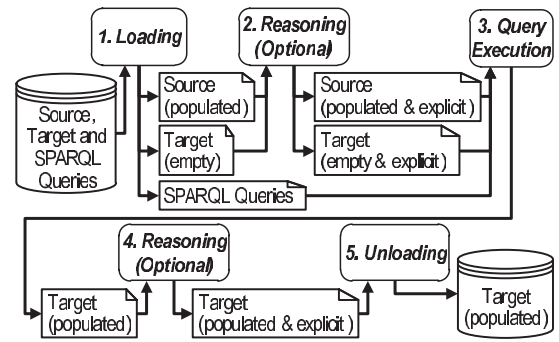 1. Loading
2. Reasoning
(Optional)
3. Query
Execution
Source,
Target and
SPARQL
Queries
Source
(populated)
Target
(empty)
SPARQL Queries
Source
(populated & explicit)
Target
(empty & explicit)
4. Reasoning
(Optional)
5. Unloading
Target
(populated)
Target
(populated & explicit)
Target
(populated)